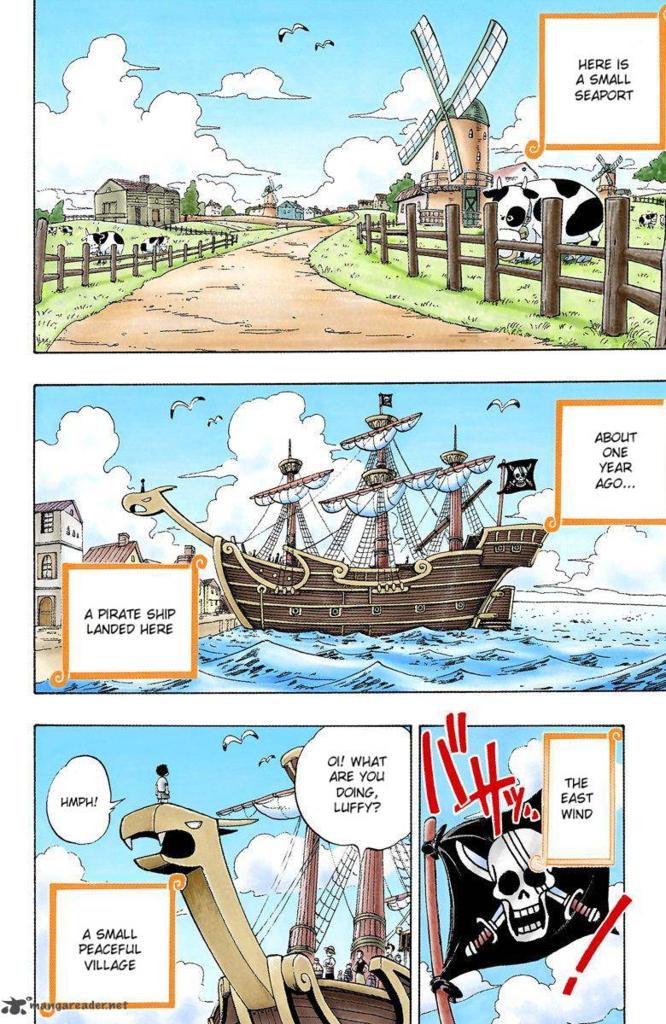 HERE IS
A SMALL
SEAPORT
ABOUT
ONE
YEAR
AGO...
A PIRATE SHIP
LANDED HERE
HMPH!
OI! WHAT
ARE YOU
DOING,
LUFFY?
A SMALL
PEACEFUL
VILLAGE
THE
EAST
WIND
バサッ!
mangareader.net